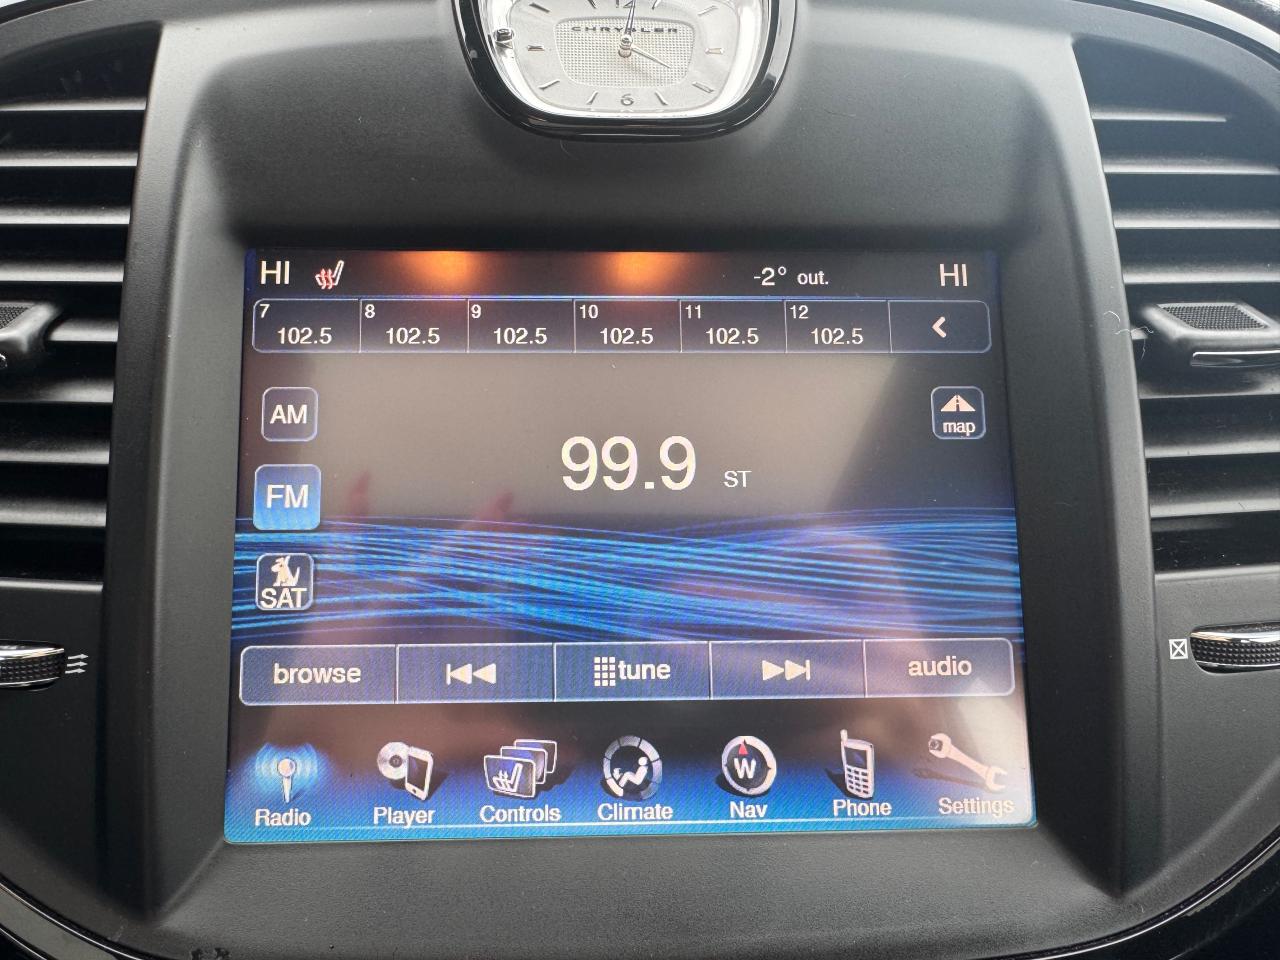 12
CHRYSLER
6
HI -2° out. HI
7 8 9 10 11 12
102.5 102.5 102.5 102.5 102.5 102.5
AM
map
99.9 ST
FM
SAT
browse tune audio
W
Radio Player Controls Climate Nav Phone Settings